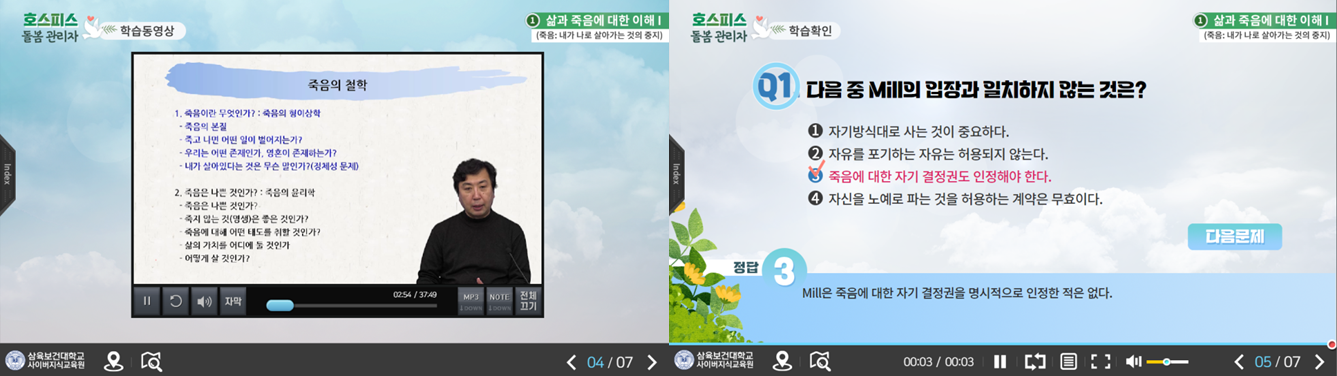 호스피스
돌봄 관리자
학습동영상
1 삶과 죽음에 대한 이해 I
(죽음: 내가 나로 살아가는 것의 중지)
죽음의 철학
1. 죽음이란 무엇인가? : 죽음의 형이상학
- 죽음의 본질
- 죽고 나면 어떤 일이 벌어지는가?
- 우리는 어떤 존재인가, 영혼이 존재하는가?
- 내가 살아있다는 것은 무슨 말인가?(정체성 문제)
2. 죽음은 나쁜 것인가? : 죽음의 윤리학
- 죽음은 나쁜 것인가?
- 죽지 않는 것(영생)은 좋은 것인가?
- 죽음에 대해 어떤 태도를 취할 것인가?
- 삶의 가치를 어디에 둘 것인가
- 어떻게 살 것인가?
Index
자막
02:54 / 37:49
MP3
↓DOWN
NOTE
↓DOWN
전체
끄기
삼육보건대학교
사이버지식교육원
04 / 07
호스피스
돌봄 관리자
학습확인
1 삶과 죽음에 대한 이해 I
(죽음: 내가 나로 살아가는 것의 중지)
Q1 다음 중 Mill의 입장과 일치하지 않는 것은?
1 자기방식대로 사는 것이 중요하다.
2 자유를 포기하는 자유는 허용되지 않는다.
3 죽음에 대한 자기 결정권도 인정해야 한다.
4 자신을 노예로 파는 것을 허용하는 계약은 무효이다.
Index
다음문제
정답 3
Mill은 죽음에 대한 자기 결정권을 명시적으로 인정한 적은 없다.
삼육보건대학교
사이버지식교육원
00:03 / 00:03
05 / 07